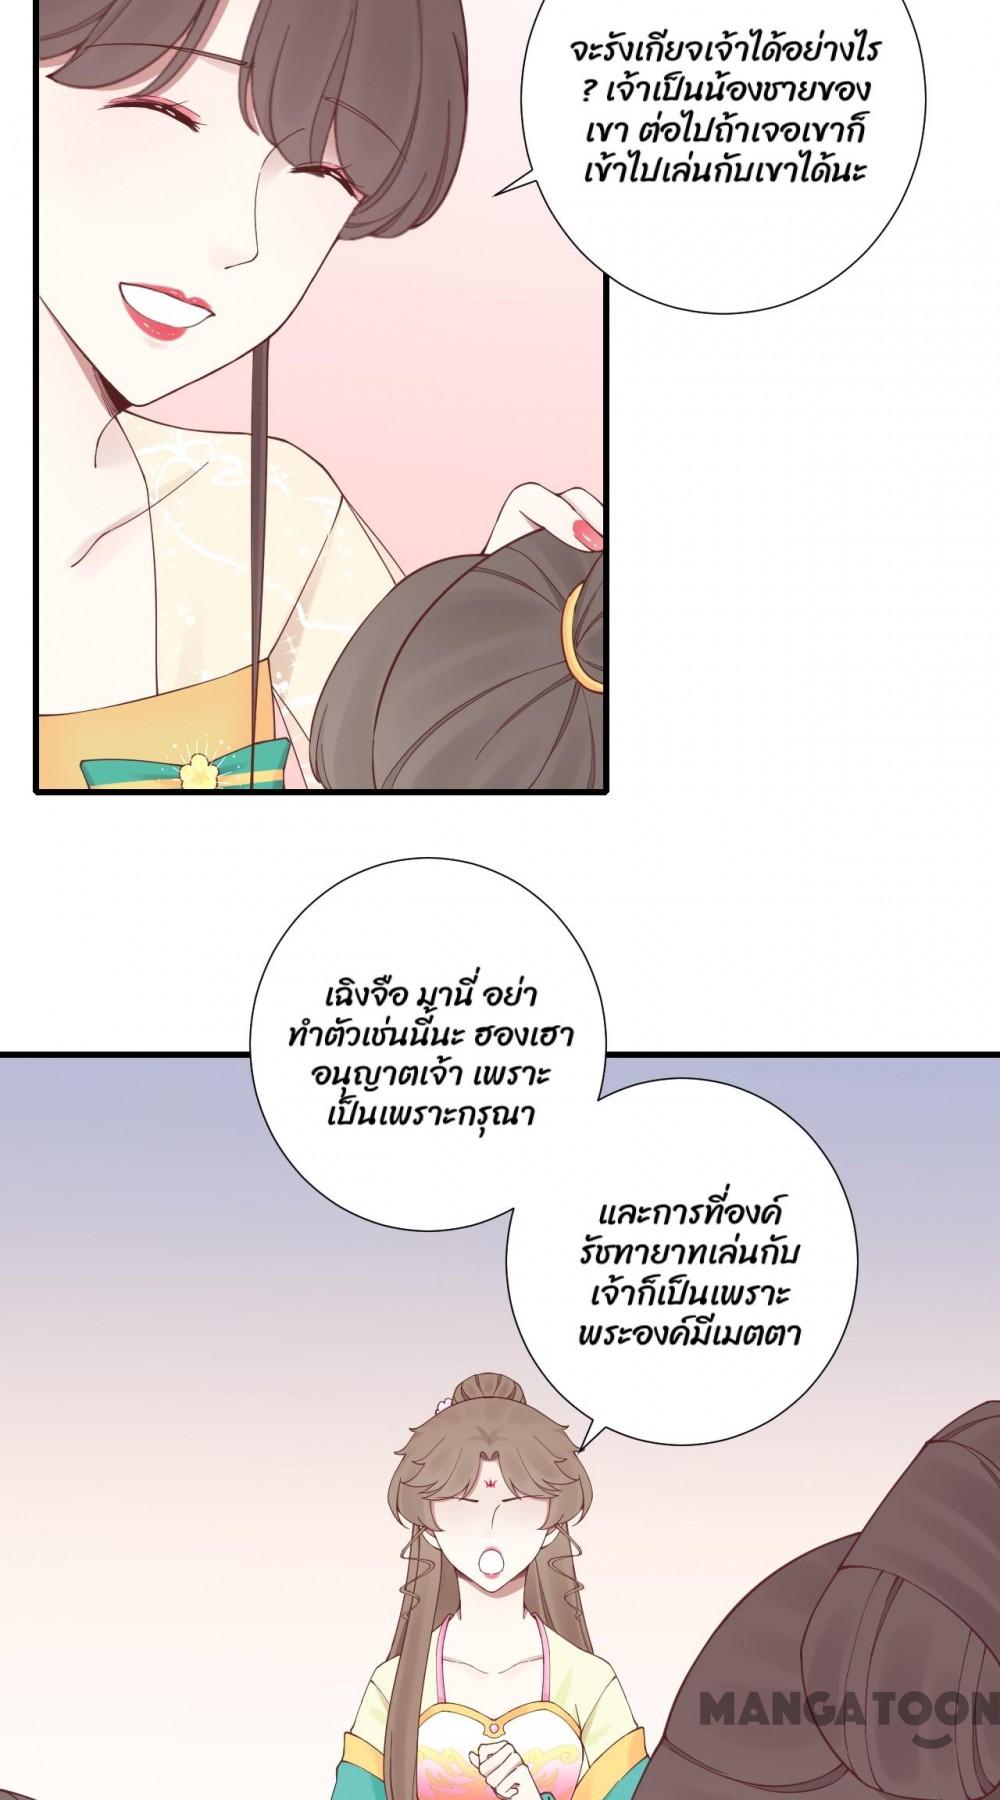 จะรังเกียจเจ้าได้อย่างไร
? เจ้าเป็นน้องชายของ
เขา ต่อไปถ้าเจอเขาก็
เข้าไปเล่นกับเขาได้นะ
เฉิงจือ มานี่ อย่า
ทำตัวเช่นนี้นะ ฮองเฮา
อนุญาตเจ้า เพราะ
เป็นเพราะกรุณา
และการที่องค์
รัชทายาทเล่นกับ
เจ้าก็เป็นเพราะ
พระองค์มีเมตตา
MANGATOON